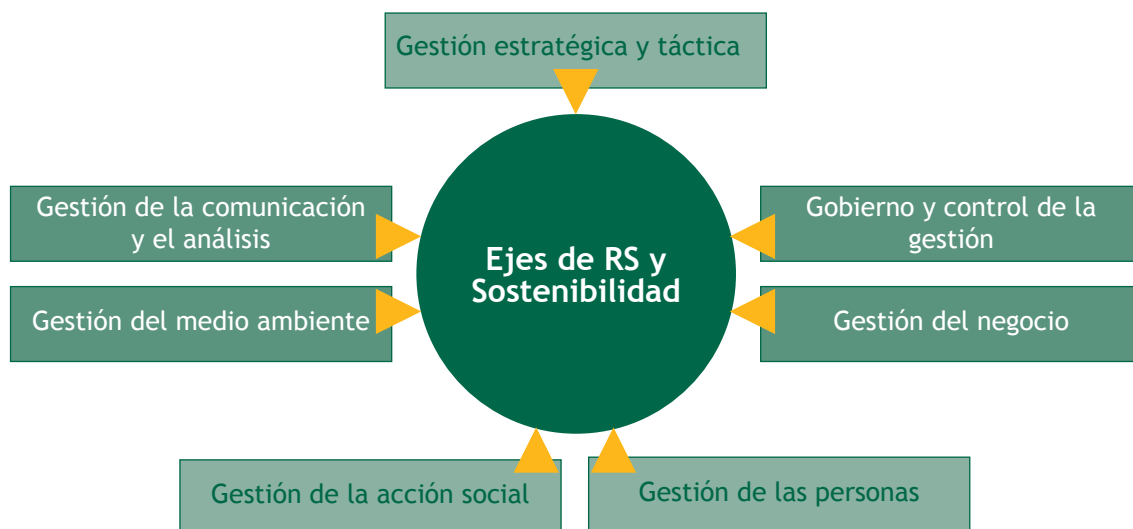 Gestión estratégica y táctica
Gestión de la comunicación
y el análisis
Gobierno y control de la
gestión
Ejes de RS y
Sostenibilidad
Gestión del medio ambiente
Gestión del negocio
Gestión de la acción social
Gestión de las personas